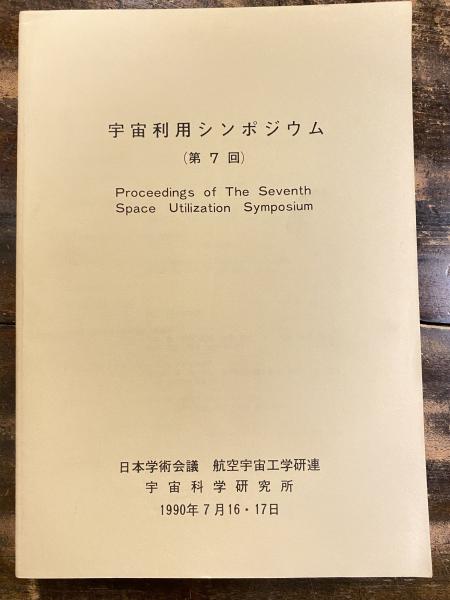 宇宙利用シンポジウム
(第 7 回)
Proceedings of The Seventh
Space Utilization Symposium
日本学術会議 航空宇宙工学研連
宇宙科学研究所
1990年7月16・17日